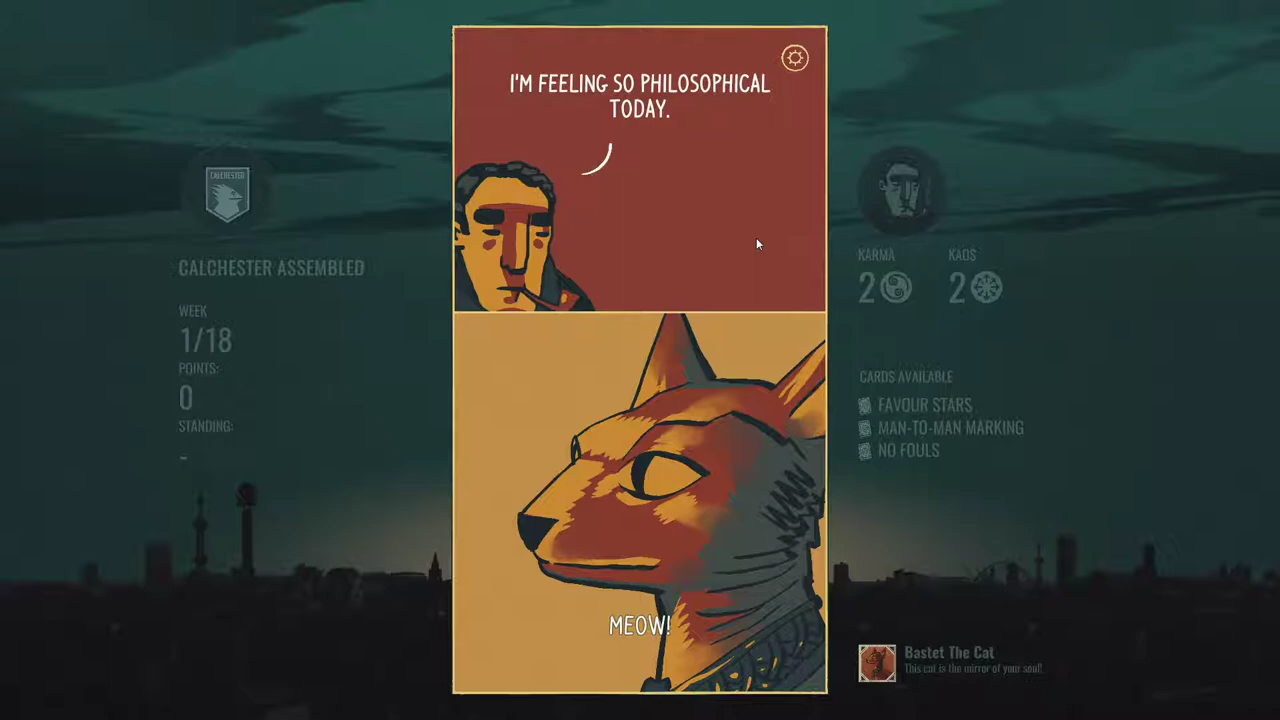 I'M FEELING SO PHILOSOPHICAL
TODAY.
CALCHESTER
CALCHESTER ASSEMBLED
WEEK
1/18
POINTS:
0
STANDING:
-
KARMA
KAOS
2
2
CARDS AVAILABLE
FAVOUR STARS
MAN-TO-MAN MARKING
NO FOULS
MEOW!
Bastet The Cat
This cat is the mirror of your soul!